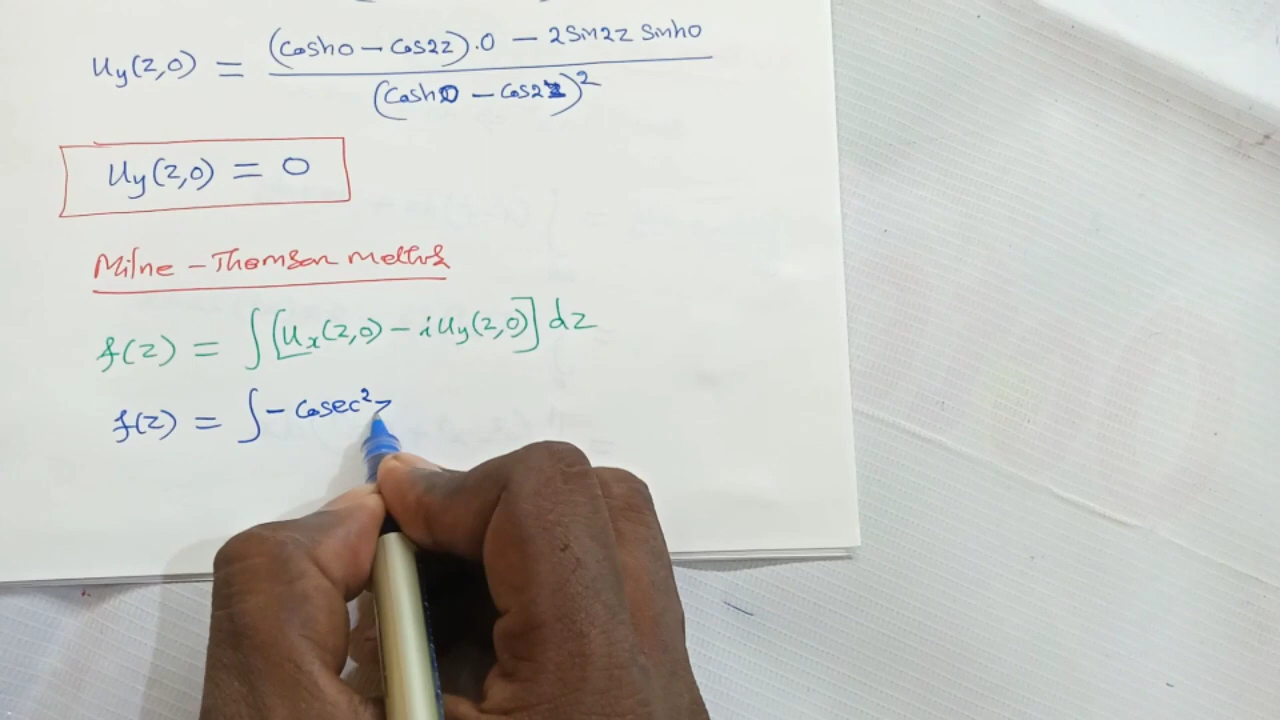 Uy(z,0) = (Cosh0 - Cos2z).0 - 2Sin2z Sinh0 / (Cosh0 - Cos2z)²
Uy(z,0) = 0
Milne - Thomson method
f(z) = ∫[Ux(z,0) - iUy(z,0)] dz
f(z) = ∫- Cosec²z